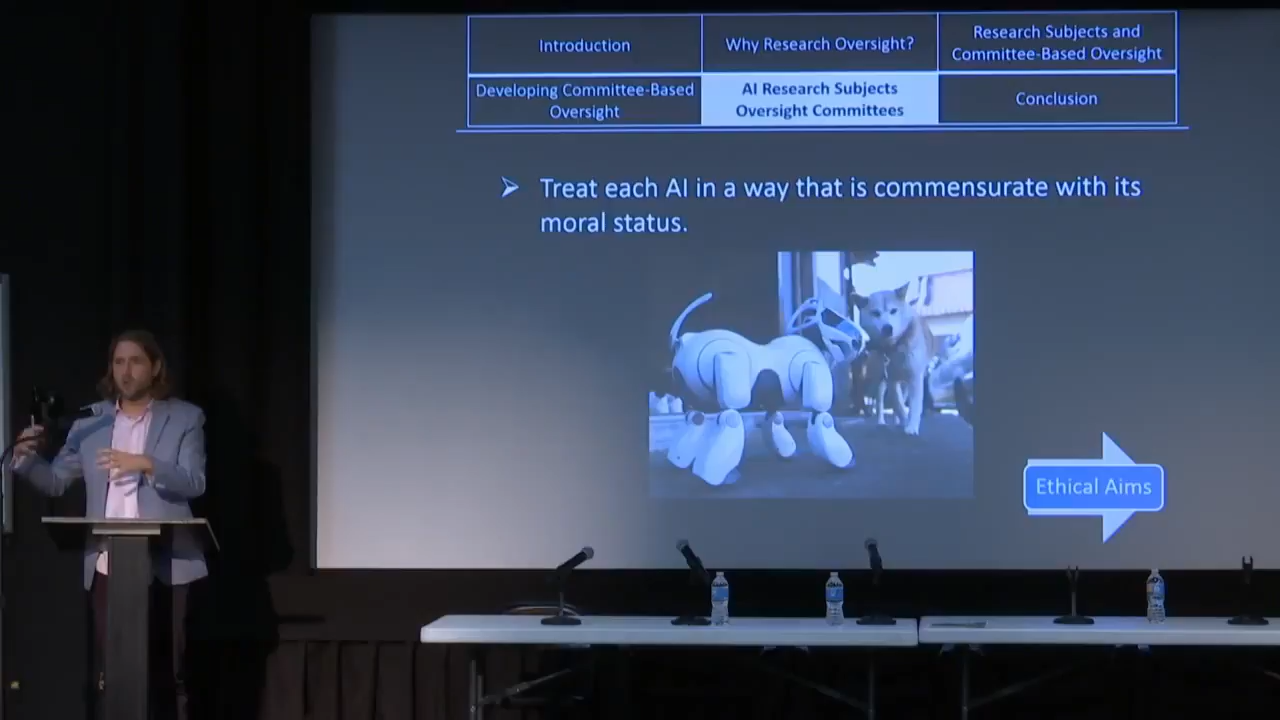 Introduction
Why Research Oversight?
Research Subjects and
Committee-Based Oversight
Developing Committee-Based
Oversight
AI Research Subjects
Oversight Committees
Conclusion
Treat each AI in a way that is commensurate with its
moral status.
Ethical Aims